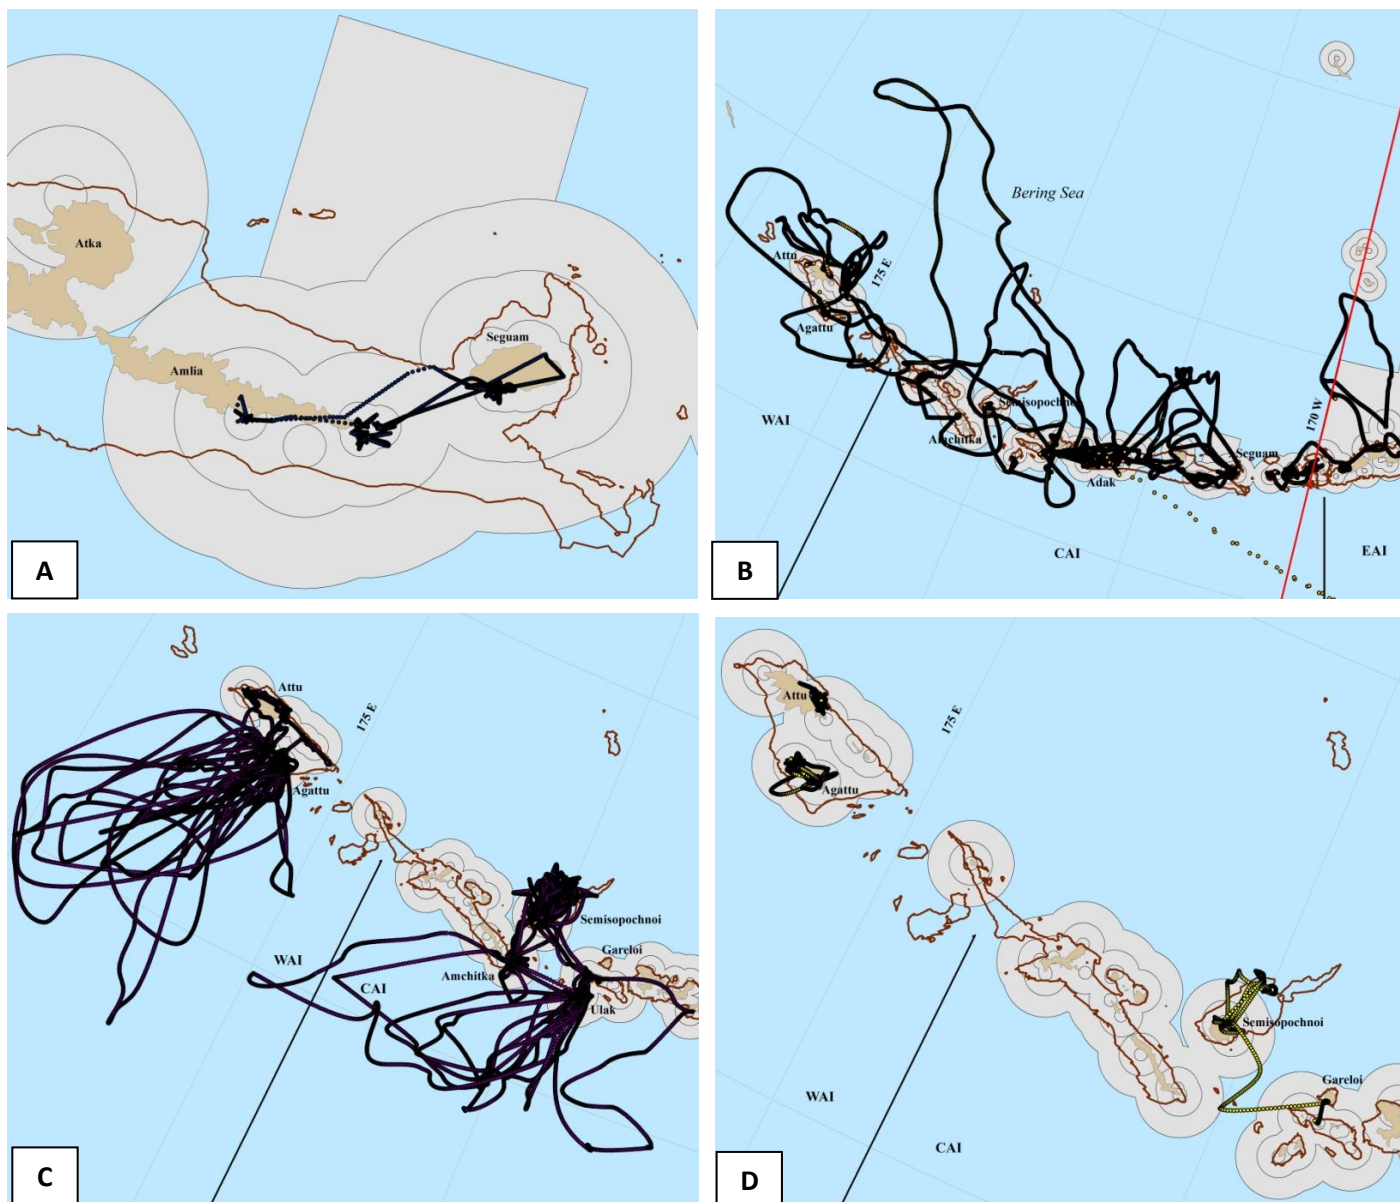 Atka
Amlia
Seguam
A
Bering Sea
Attu
175 E
Agattu
Semisopochnoi
Amchitka
WAI
170 W
Seguam
Adak
CAI
EAI
B
Attu
175 E
Agattu
Semisopochnoi
Gareloi
WAI
Amchitka
CAI
Ulak
C
Attu
175 E
Agattu
Semisopochnoi
Gareloi
WAI
CAI
D